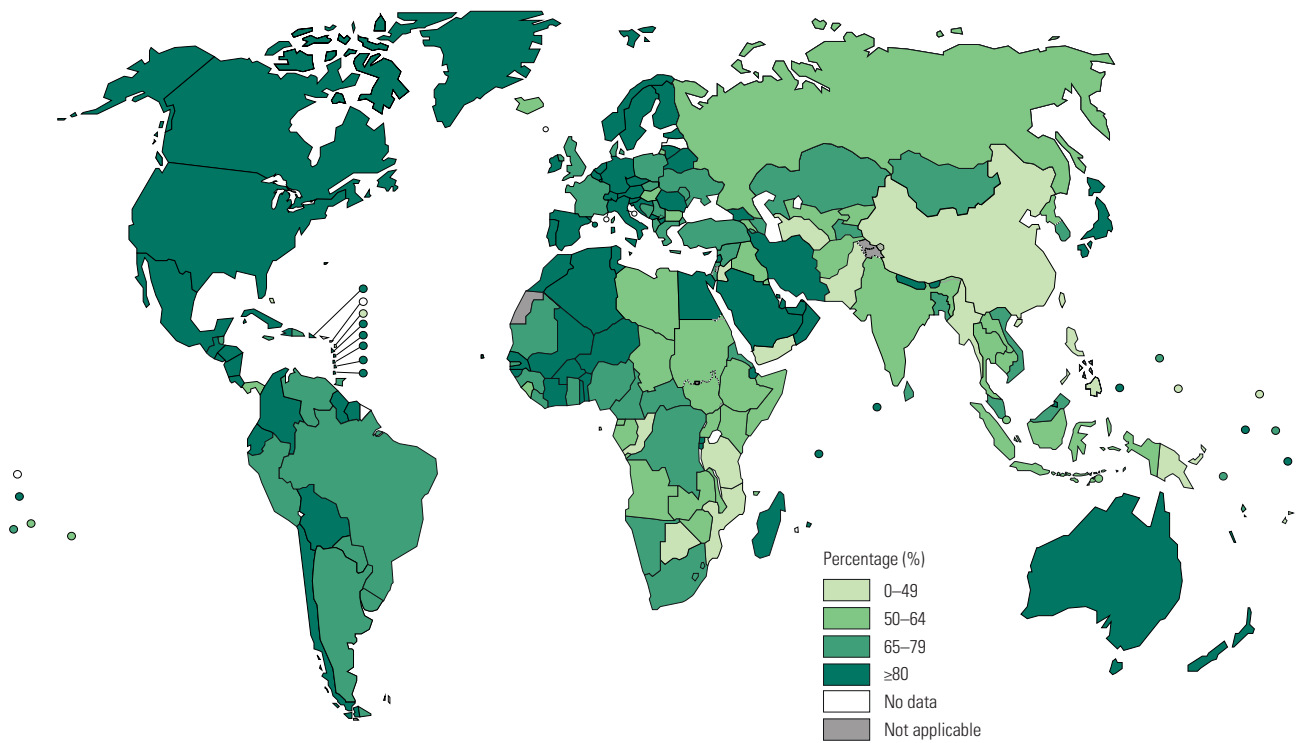 Percentage (%)
0–49
50–64
65–79
≥80
No data
Not applicable